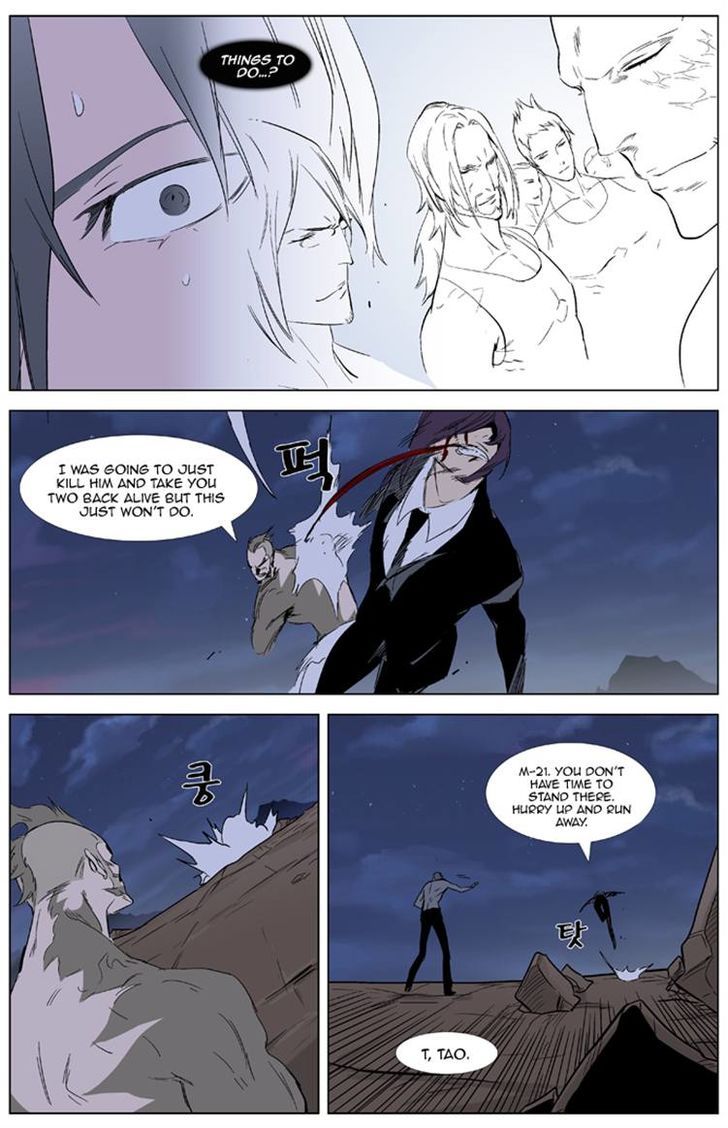 THINGS TO
DO...?
I WAS GOING TO JUST
KILL HIM AND TAKE YOU
TWO BACK ALIVE BUT THIS
JUST WON'T DO.
퍽
쿵
M-21. YOU DON'T
HAVE TIME TO
STAND THERE.
HURRY UP AND RUN
AWAY.
탓
T, TAO.